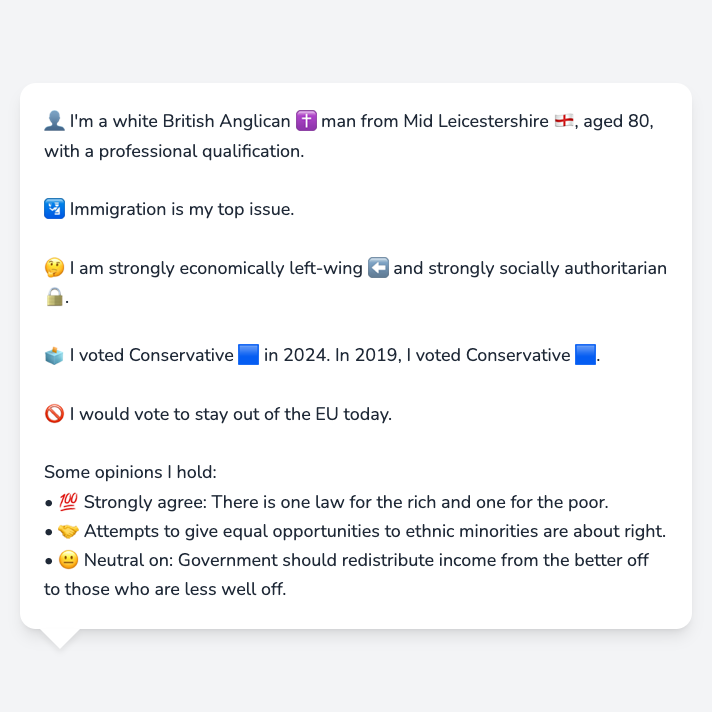 👤 I'm a white British Anglican ✝️ man from Mid Leicestershire 🏴󠁧󠁢󠁥󠁮󠁧󠁿, aged 80,
with a professional qualification.
🛂 Immigration is my top issue.
🤔 I am strongly economically left-wing ⬅️ and strongly socially authoritarian
🔒.
🗳️ I voted Conservative 🟦 in 2024. In 2019, I voted Conservative 🟦.
🚫 I would vote to stay out of the EU today.
Some opinions I hold:
• 💯 Strongly agree: There is one law for the rich and one for the poor.
• 🤝 Attempts to give equal opportunities to ethnic minorities are about right.
• 😐 Neutral on: Government should redistribute income from the better off
to those who are less well off.